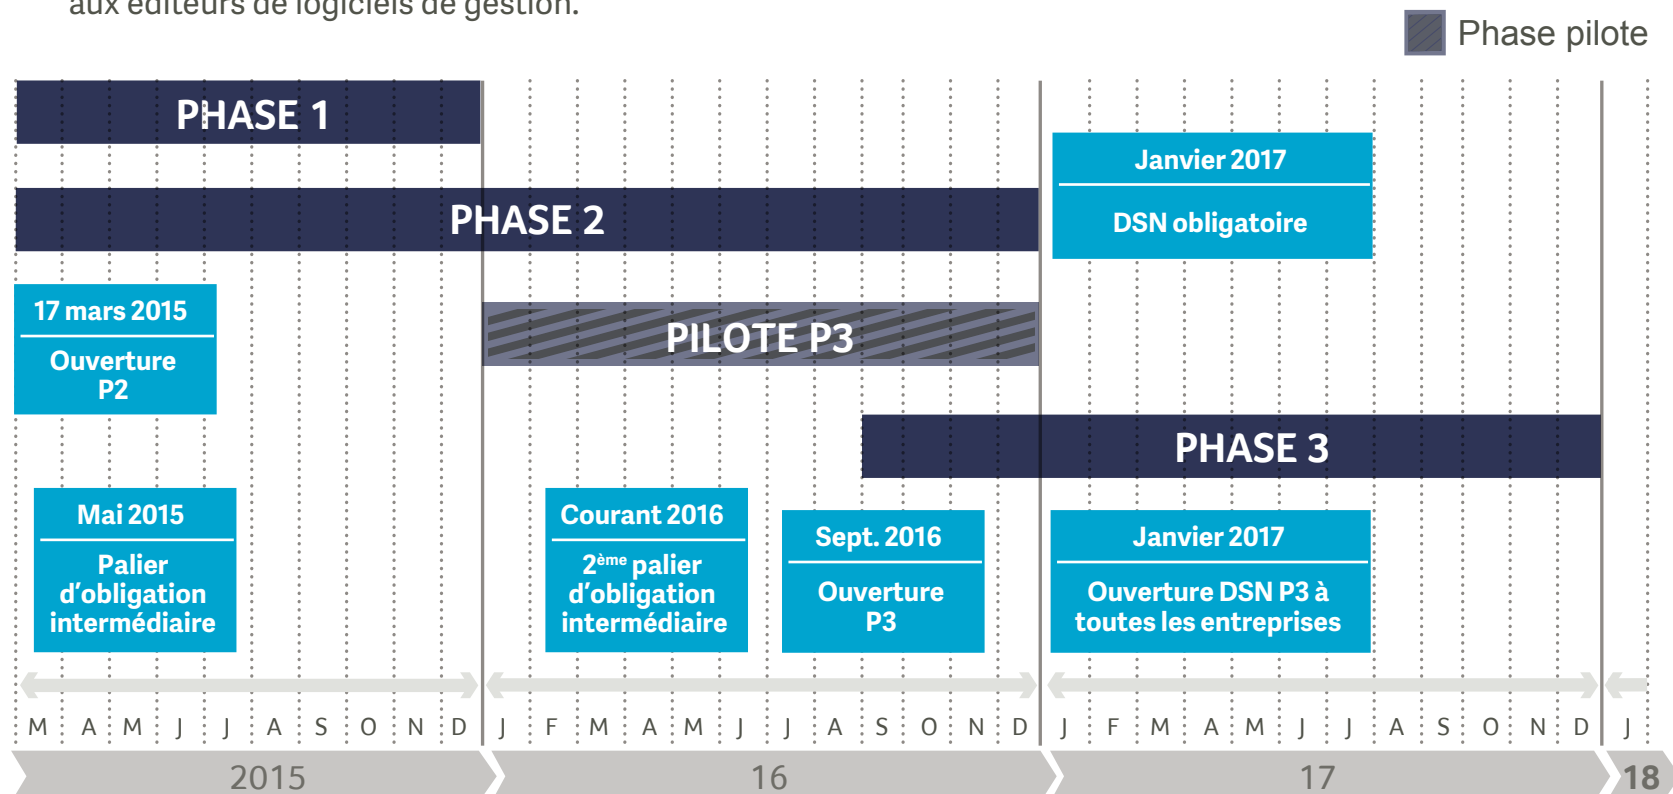 aux éditeurs de logiciels de gestion.
Phase pilote
PHASE 1
Janvier 2017
DSN obligatoire
PHASE 2
17 mars 2015
Ouverture
P2
PILOTE P3
PHASE 3
Mai 2015
Palier
d’obligation
intermédiaire
Courant 2016
2ème palier
d’obligation
intermédiaire
Sept. 2016
Ouverture
P3
Janvier 2017
Ouverture DSN P3 à
toutes les entreprises
M A M J J A S O N D J F M A M J J A S O N D J F M A M J J A S O N D J
2015 16 17 18